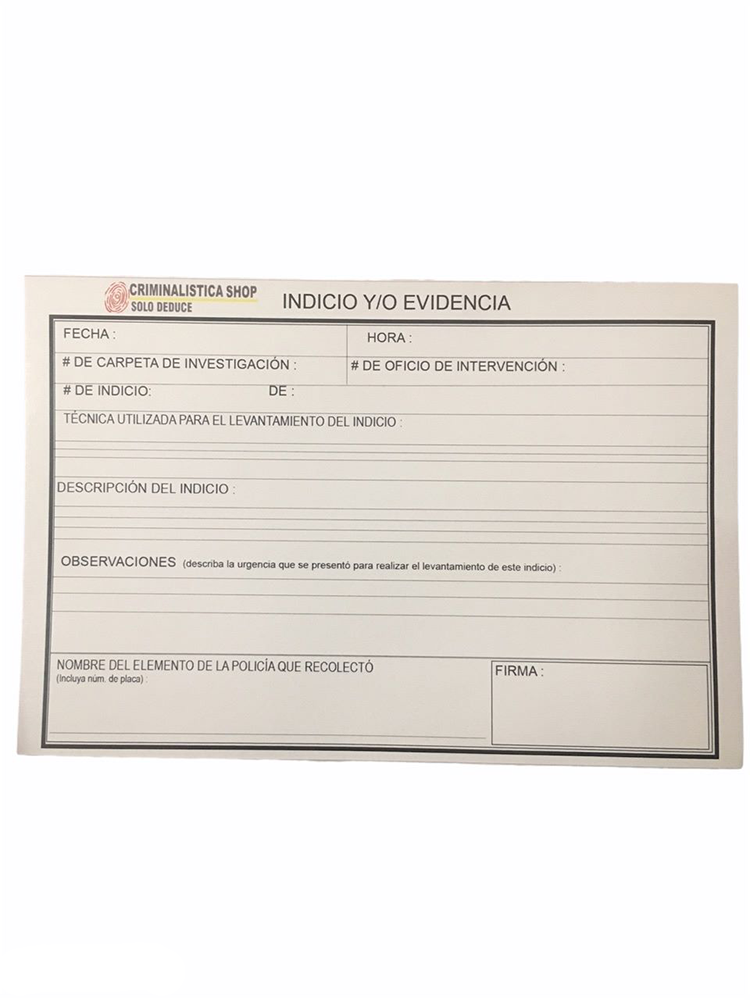 CRIMINALISTICA SHOP
SOLO DEDUCE
INDICIO Y/O EVIDENCIA
FECHA :
HORA :
# DE CARPETA DE INVESTIGACIÓN :
# DE OFICIO DE INTERVENCIÓN :
# DE INDICIO: DE :
TÉCNICA UTILIZADA PARA EL LEVANTAMIENTO DEL INDICIO :
DESCRIPCIÓN DEL INDICIO :
OBSERVACIONES (describa la urgencia que se presentó para realizar el levantamiento de este indicio) :
NOMBRE DEL ELEMENTO DE LA POLICÍA QUE RECOLECTÓ
(Incluya núm. de placa) :
FIRMA :